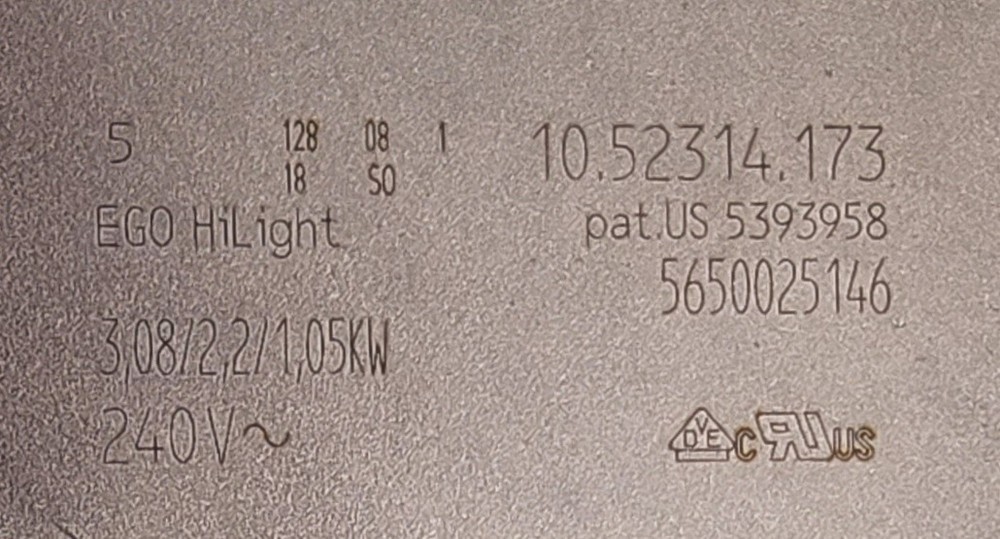 5 128 08 1 10.52314.173
18 SO
EGO HiLight pat.US 5393958
5650025146
3,08/2,2/1,05KW
240V~
VDE c RU US